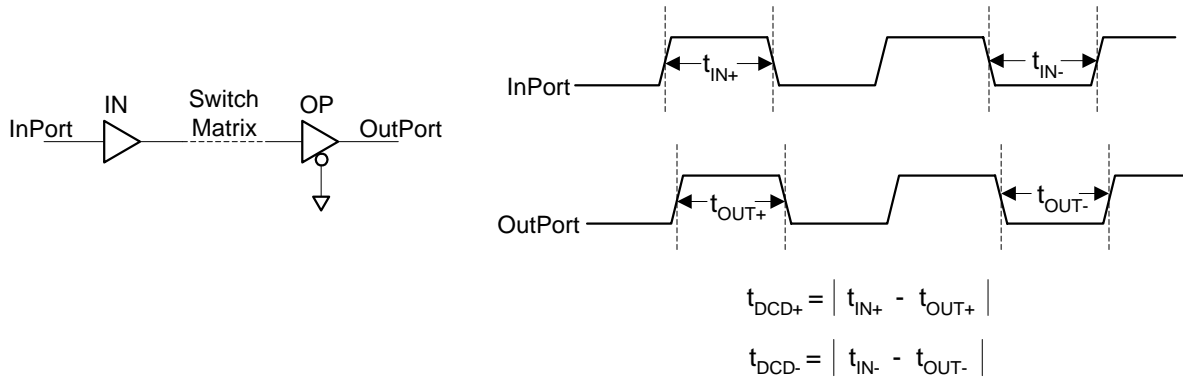 IN
Switch
Matrix
OP
InPort
OutPort
InPort
tIN+
tIN-
OutPort
tOUT+
tOUT-
tDCD+ = | tIN+ - tOUT+ |
tDCD- = | tIN- - tOUT- |